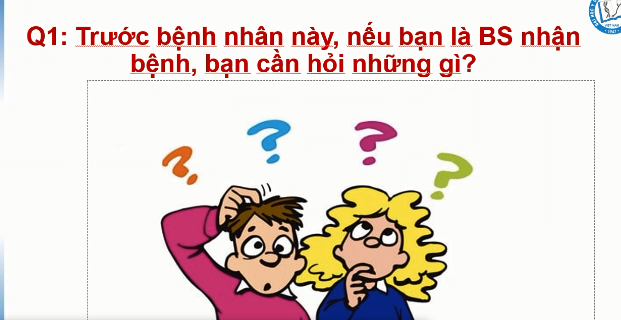 Q1: Trước bệnh nhân này, nếu bạn là BS nhận
bệnh, bạn cần hỏi những gì?